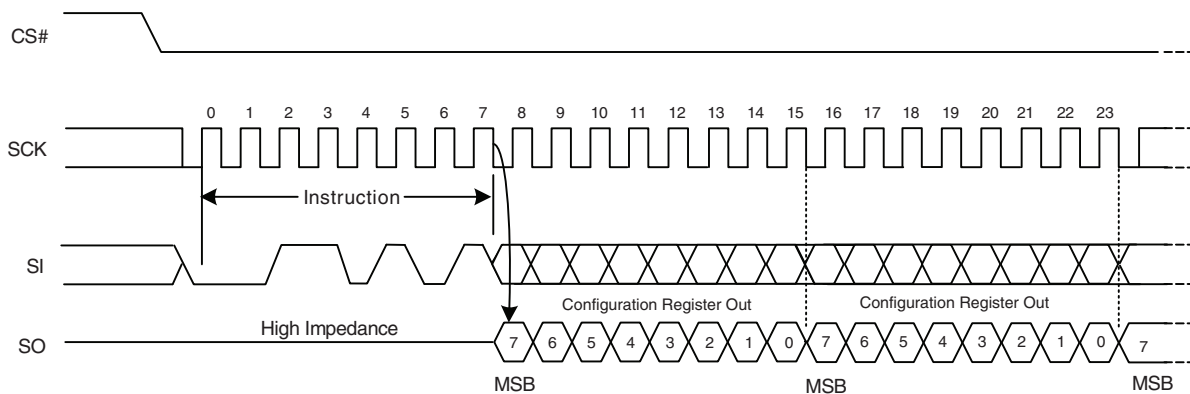 CS#
0 1 2 3 4 5 6 7 8 9 10 11 12 13 14 15 16 17 18 19 20 21 22 23
SCK
Instruction
SI
Configuration Register Out Configuration Register Out
High Impedance
SO 7 6 5 4 3 2 1 0 7 6 5 4 3 2 1 0 7
MSB MSB MSB